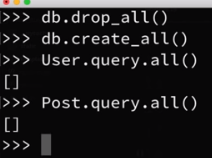 >>> db.drop_all()
>>> db.create_all()
>>> User.query.all()
[]
>>> Post.query.all()
[]
>>>